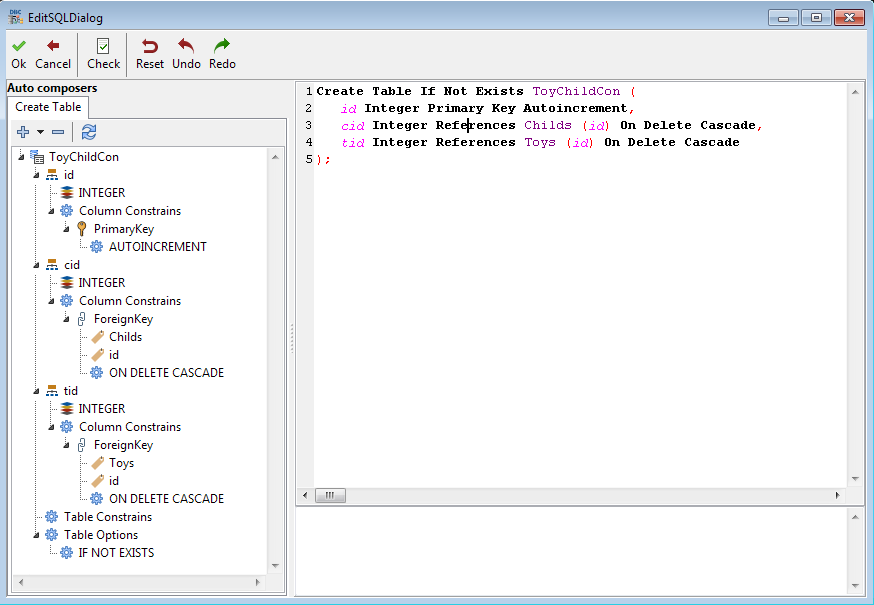 EditSQLDialog
Ok Cancel Check Reset Undo Redo
Auto composers
Create Table
ToyChildCon
id
INTEGER
Column Constrains
PrimaryKey
AUTOINCREMENT
cid
INTEGER
Column Constrains
ForeignKey
Childs
id
ON DELETE CASCADE
tid
INTEGER
Column Constrains
ForeignKey
Toys
id
ON DELETE CASCADE
Table Constrains
Table Options
IF NOT EXISTS
1 Create Table If Not Exists ToyChildCon (
2 id Integer Primary Key Autoincrement,
3 cid Integer References Childs (id) On Delete Cascade,
4 tid Integer References Toys (id) On Delete Cascade
5 );